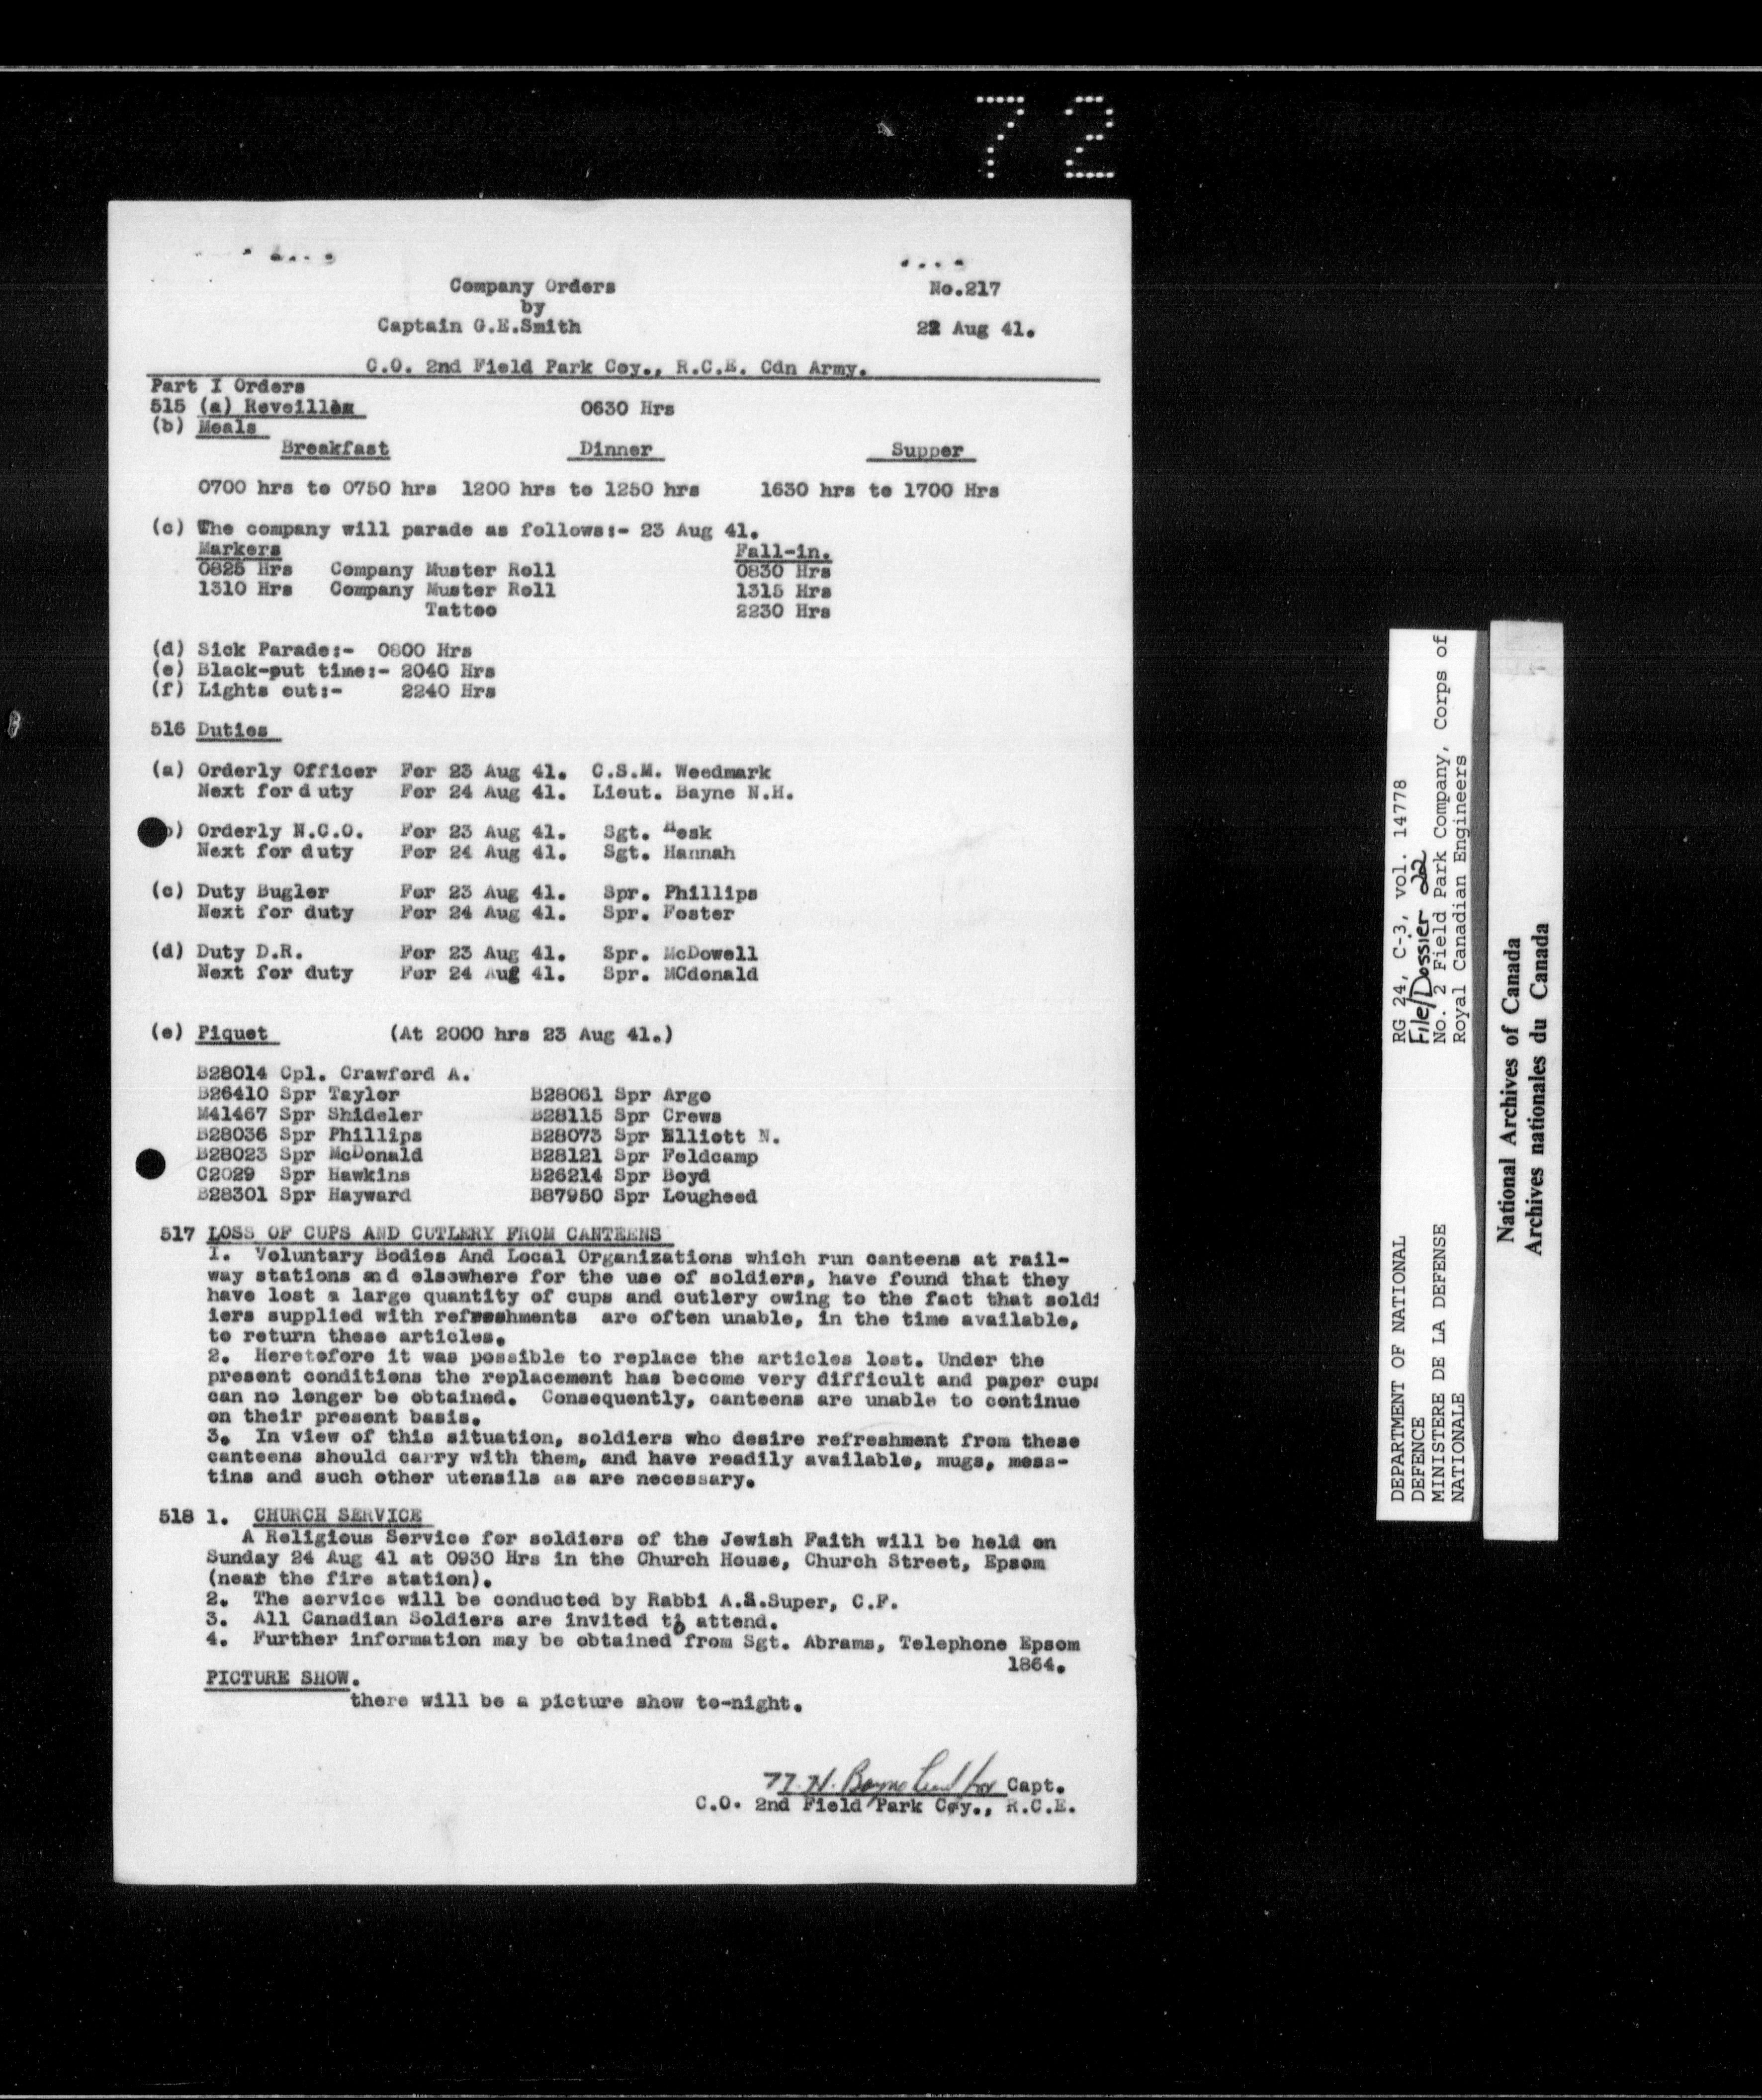 72
Company Orders No.217
by
Captain G.E.Smith 22 Aug 41.
C.O. 2nd Field Park Coy., R.C.E. Cdn Army.
Part I Orders
515 (a) Reveille 0630 Hrs
(b) Meals
Breakfast Dinner Supper
0700 hrs to 0750 hrs 1200 hrs to 1250 hrs 1630 hrs to 1700 Hrs
(c) The company will parade as follows:- 23 Aug 41.
Markers Fall-in.
0825 Hrs Company Muster Roll 0830 Hrs
1310 Hrs Company Muster Roll 1315 Hrs
Tattoo 2230 Hrs
(d) Sick Parade:- 0800 Hrs
(e) Black-put time:- 2040 Hrs
(f) Lights out:- 2240 Hrs
516 Duties
(a) Orderly Officer For 23 Aug 41. C.S.M. Weedmark
Next for d uty For 24 Aug 41. Lieut. Bayne N.H.
b) Orderly N.C.O. For 23 Aug 41. Sgt. Hesk
Next for duty For 24 Aug 41. Sgt. Hannah
(c) Duty Bugler For 23 Aug 41. Spr. Phillips
Next for duty For 24 Aug 41. Spr. Foster
(d) Duty D.R. For 23 Aug 41. Spr. McDowell
Next for duty For 24 Aug 41. Spr. MCdonald
(e) Piquet (At 2000 hrs 23 Aug 41.)
B28014 Cpl. Crawford A.
B26410 Spr Taylor B28061 Spr Argo
M41467 Spr Shideler B28115 Spr Crews
B28036 Spr Phillips B28073 Spr Elliott N.
B28023 Spr McDonald B28121 Spr Feldcamp
C2029 Spr Hawkins B26214 Spr Boyd
B28301 Spr Hayward B87950 Spr Lougheed
517 LOSS OF CUPS AND CUTLERY FROM CANTEENS
1. Voluntary Bodies And Local Organizations which run canteens at rail-
way stations and elsewhere for the use of soldiers, have found that they
have lost a large quantity of cups and cutlery owing to the fact that sold
iers supplied with refreshments are often unable, in the time available,
to return these articles.
2. Heretofore it was possible to replace the articles lost. Under the
present conditions the replacement has become very difficult and paper cups
can no longer be obtained. Consequently, canteens are unable to continue
on their present basis.
3. In view of this situation, soldiers who desire refreshment from these
canteens should carry with them, and have readily available, mugs, mess-
tins and such other utensils as are necessary.
518 1. CHURCH SERVICE
A Religious Service for soldiers of the Jewish Faith will be held on
Sunday 24 Aug 41 at 0930 Hrs in the Church House, Church Street, Epsom
(near the fire station).
2. The service will be conducted by Rabbi A.S.Super, C.F.
3. All Canadian Soldiers are invited to attend.
4. Further information may be obtained from Sgt. Abrams, Telephone Epsom
1864.
PICTURE SHOW.
there will be a picture show to-night.
N.H. Bayne Lieut for Capt.
C.O. 2nd Field Park Coy., R.C.E.
DEPARTMENT OF NATIONAL RG 24, C-3, vol. 14778
DEFENCE File/Dossier 22
MINISTERE DE LA DEFENSE No. 2 Field Park Company, Corps of
NATIONALE Royal Canadian Engineers
National Archives of Canada
Archives nationales du Canada